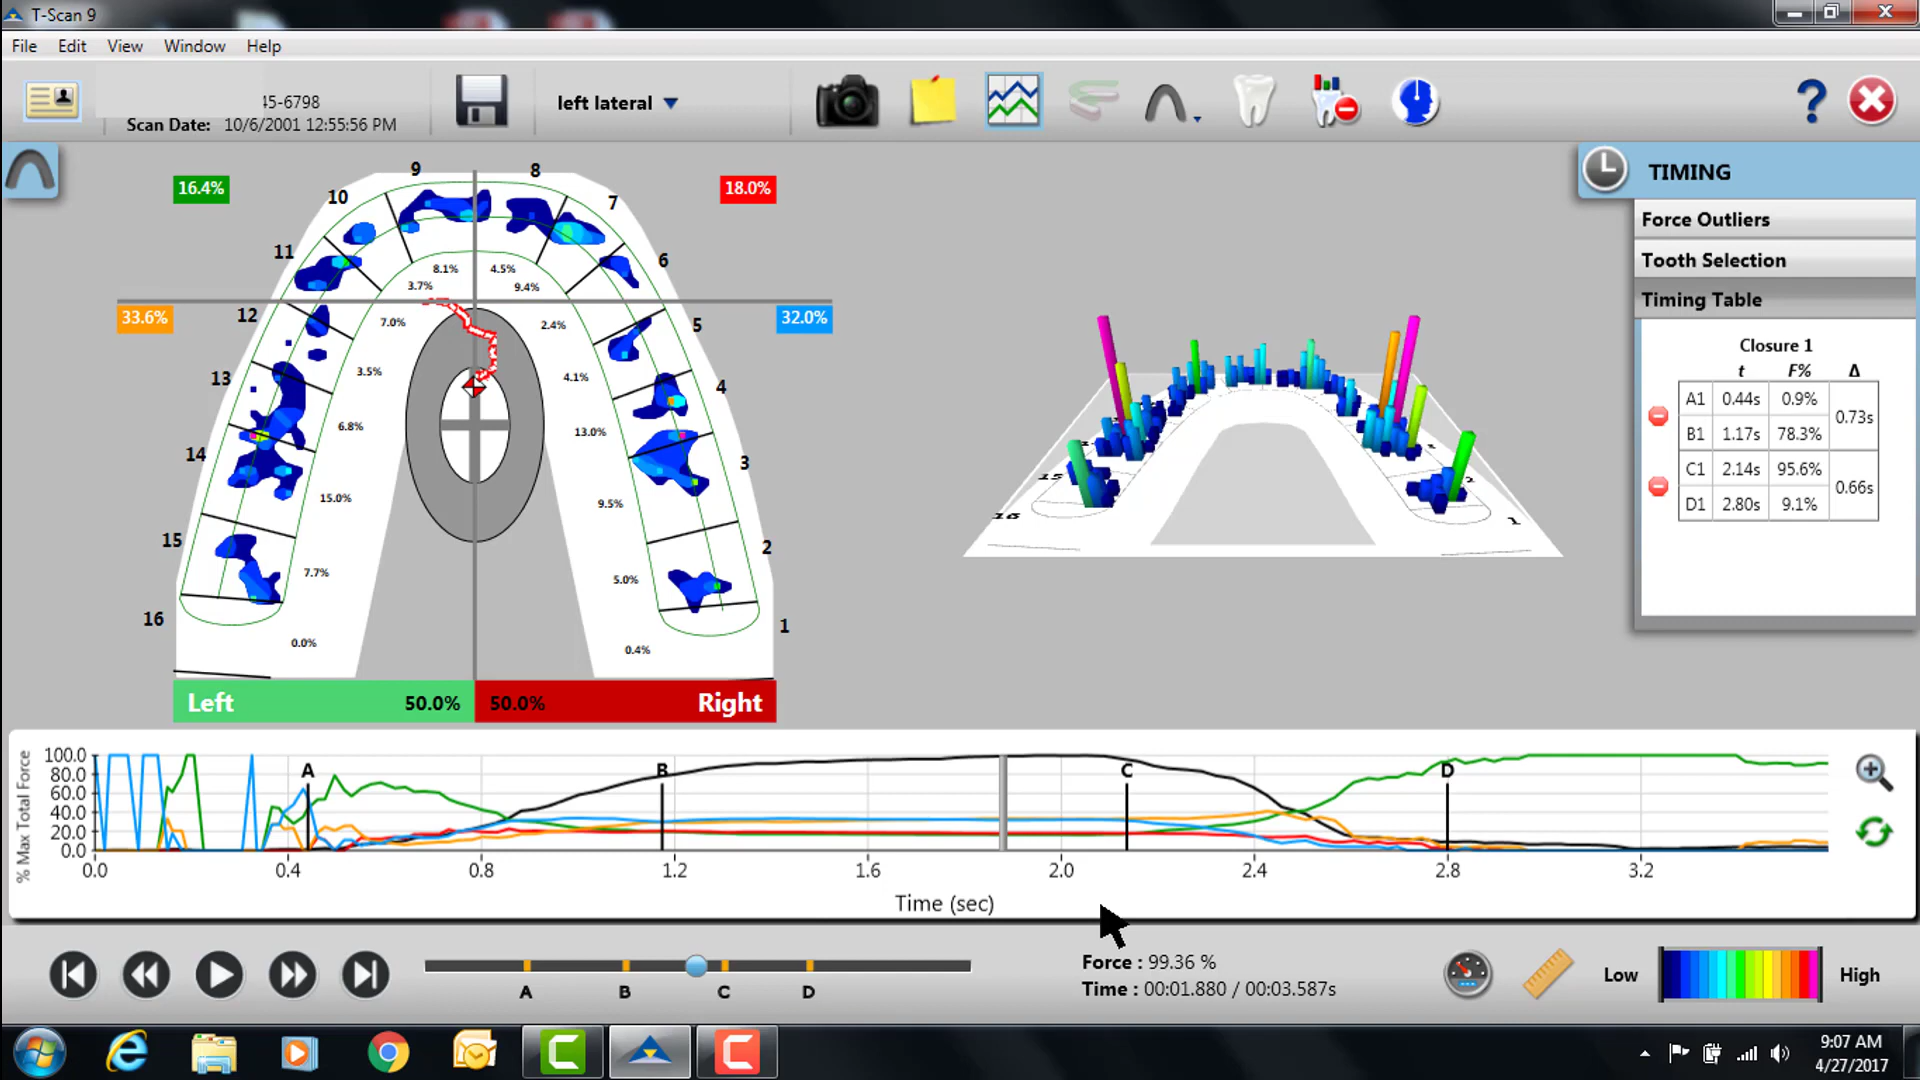 T-Scan 9
File Edit View Window Help
45-6798
Scan Date: 10/6/2001 12:55:56 PM
left lateral
16.4%
18.0%
33.6%
32.0%
9 8
10 7
11 6
12 5
13 4
14 3
15 2
16 1
8.1% 4.5%
3.7% 9.4%
7.0% 2.4%
3.5% 4.1%
6.8% 13.0%
15.0% 9.5%
7.7% 5.0%
0.0% 0.4%
Left 50.0% 50.0% Right
15
16 1
TIMING
Force Outliers
Tooth Selection
Timing Table
Closure 1
t F% Δ
A1 0.44s 0.9% 0.73s
B1 1.17s 78.3%
C1 2.14s 95.6% 0.66s
D1 2.80s 9.1%
% Max Total Force
100.0
80.0
60.0
40.0
20.0
0.0
A B C D
0.0 0.4 0.8 1.2 1.6 2.0 2.4 2.8 3.2
Time (sec)
A B C D
Force : 99.36 %
Time : 00:01.880 / 00:03.587s
Low High
9:07 AM
4/27/2017